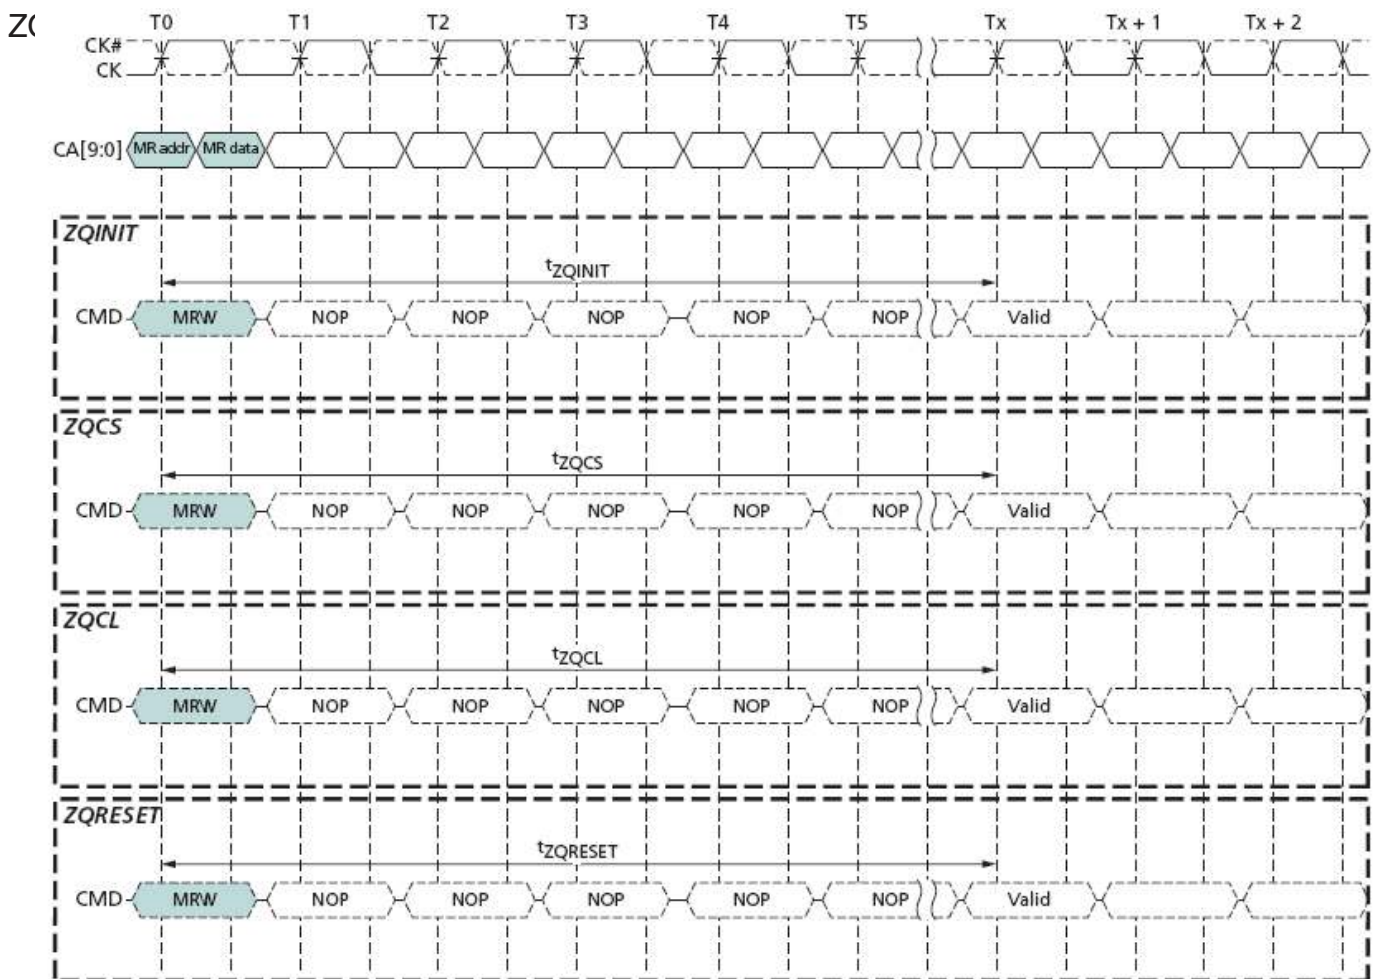 ZQ
T0 T1 T2 T3 T4 T5 Tx Tx + 1 Tx + 2
CK#
CK
CA[9:0] MR addr MR data
ZQINIT
tZQINIT
CMD MRW NOP NOP NOP NOP NOP Valid
ZQCS
tZQCS
CMD MRW NOP NOP NOP NOP NOP Valid
ZQCL
tZQCL
CMD MRW NOP NOP NOP NOP NOP Valid
ZQRESET
tZQRESET
CMD MRW NOP NOP NOP NOP NOP Valid